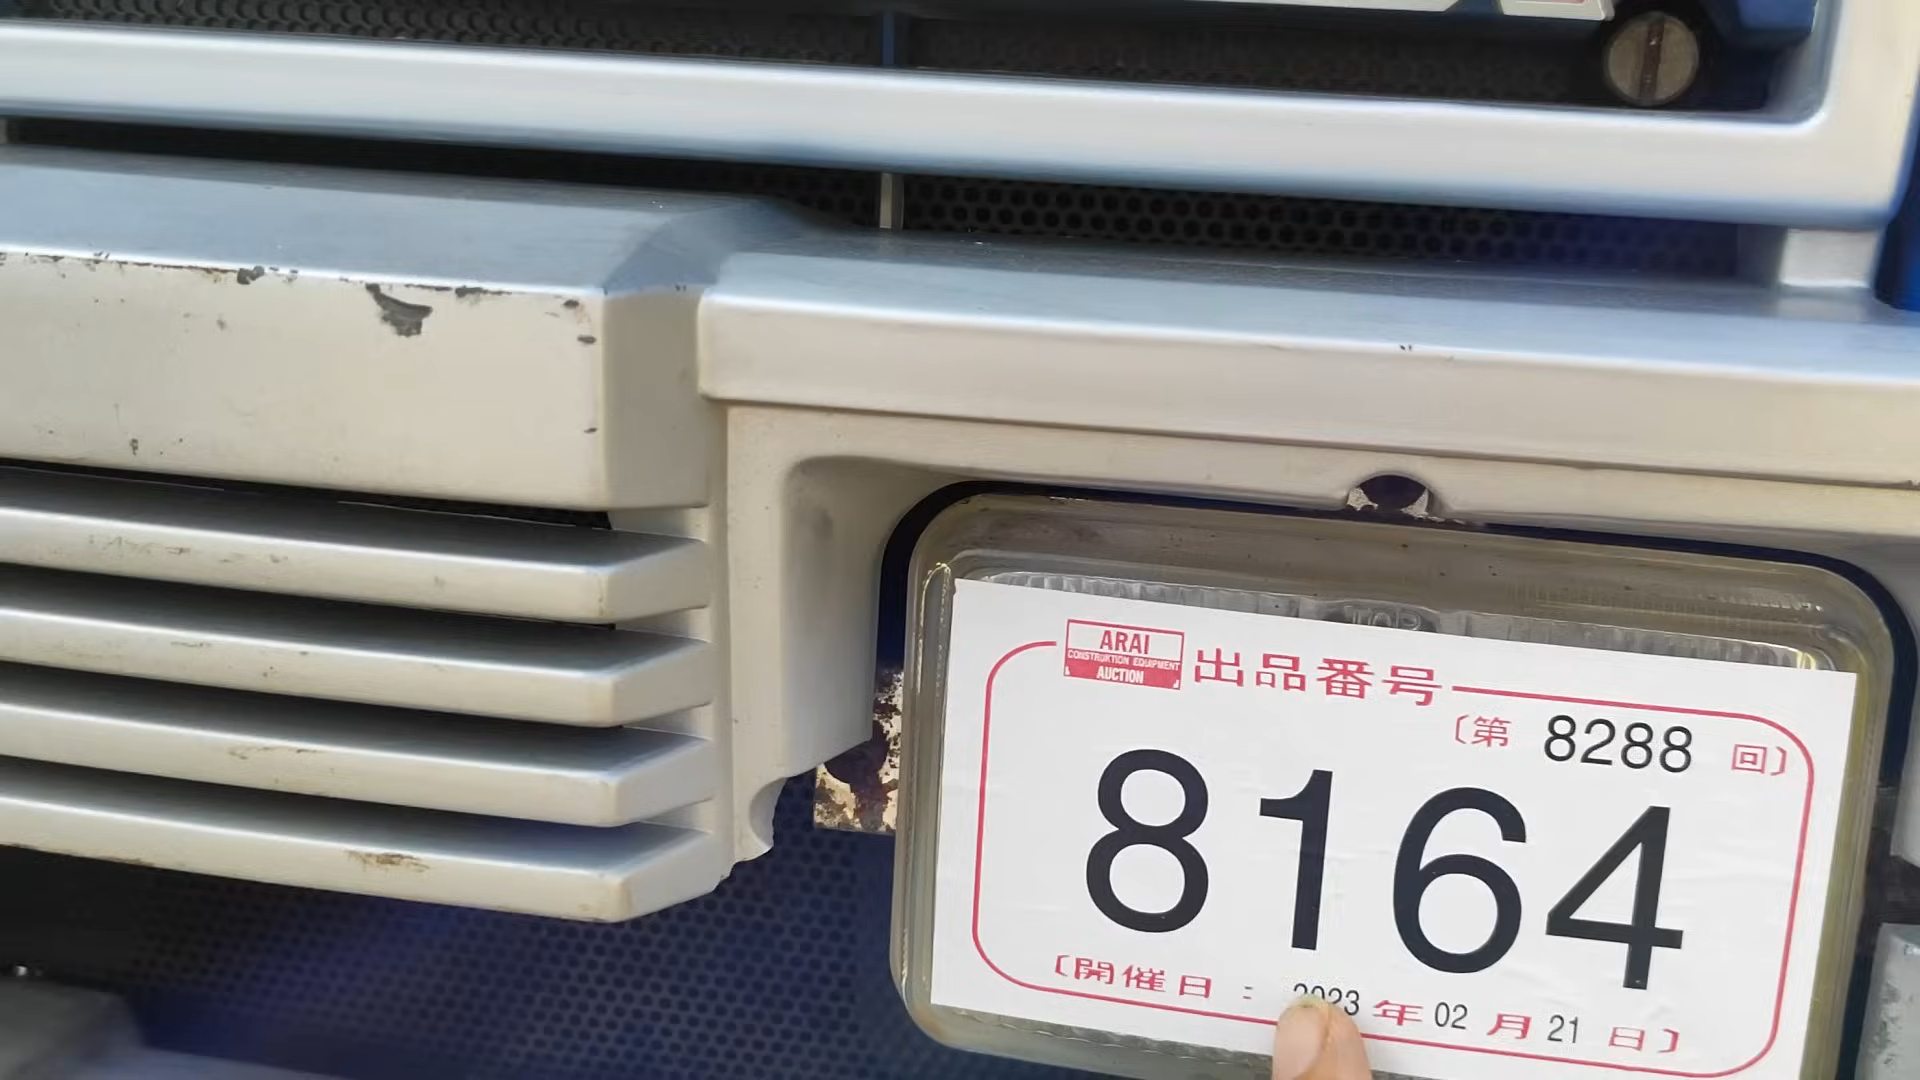 TOP
ARAI
CONSTRUKTION EQUIPMENT
AUCTION
出品番号
〔第 8288 回〕
8164
〔開催日： 2023 年 02 月 21 日〕